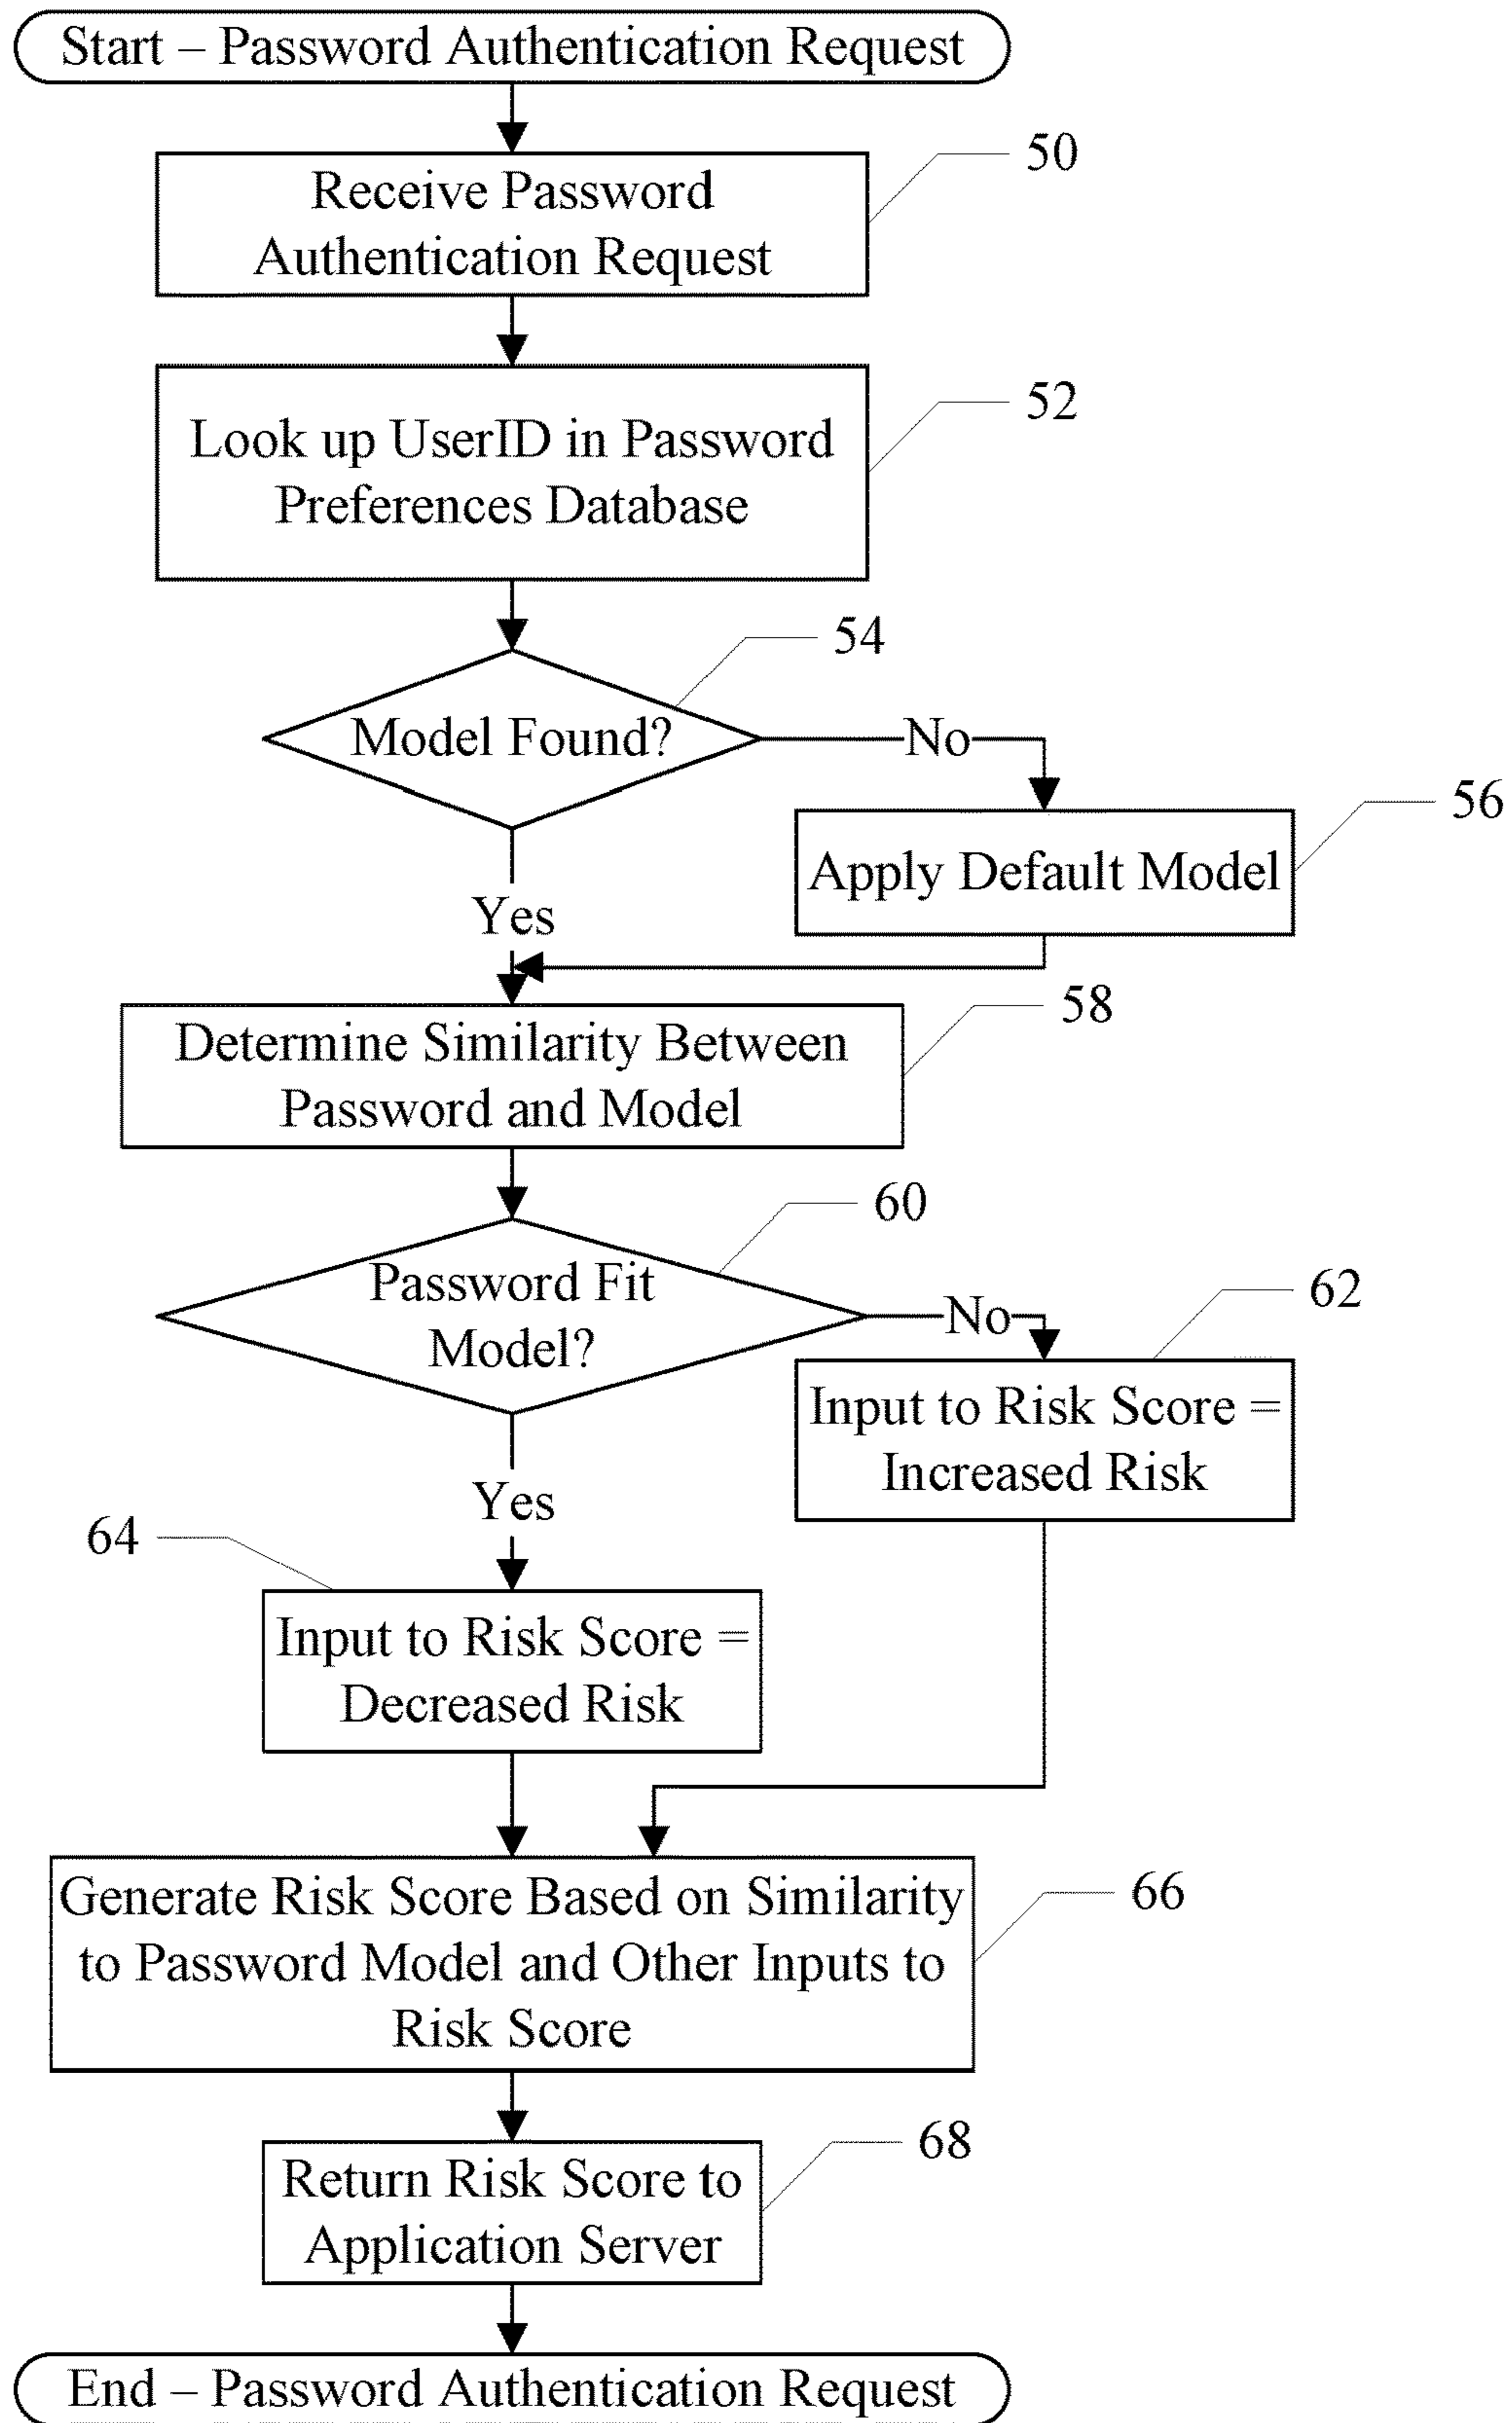 Start – Password Authentication Request
50
Receive Password
Authentication Request
52
Look up UserID in Password
Preferences Database
54
Model Found?
No
56
Apply Default Model
Yes
58
Determine Similarity Between
Password and Model
60
Password Fit
Model?
No
62
Input to Risk Score =
Increased Risk
Yes
64
Input to Risk Score =
Decreased Risk
66
Generate Risk Score Based on Similarity
to Password Model and Other Inputs to
Risk Score
68
Return Risk Score to
Application Server
End – Password Authentication Request